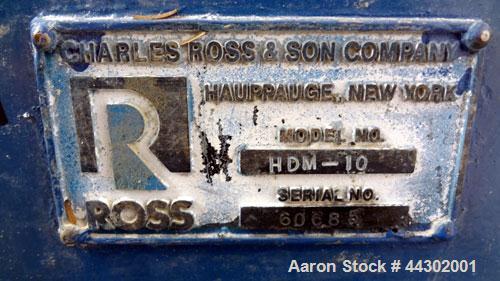 CHARLES ROSS & SON COMPANY
HAUPPAUGE, NEW YORK
R
ROSS
MODEL NO.
HDM-10
SERIAL NO.
Aaron Stock # 44302001